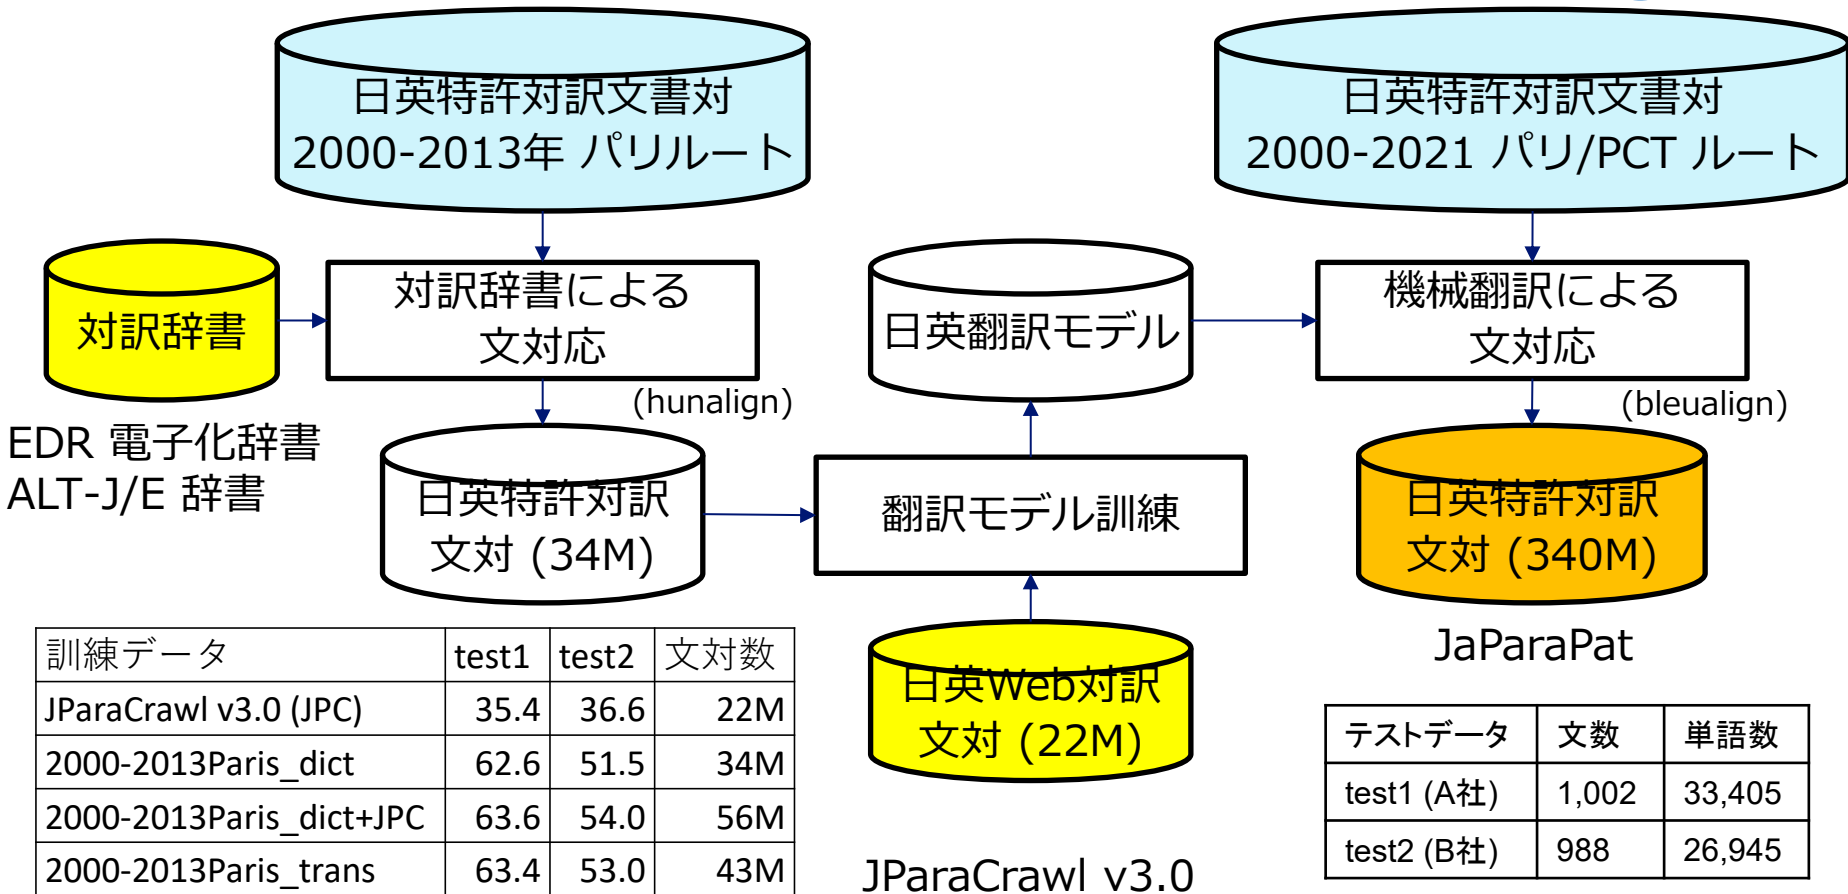 日英特許対訳文書対
2000-2013年 パリルート
日英特許対訳文書対
2000-2021 パリ/PCT ルート
対訳辞書
対訳辞書による
文対応
日英翻訳モデル
機械翻訳による
文対応
(hunalign)
(bleualign)
EDR 電子化辞書
ALT-J/E 辞書
日英特許対訳
文対 (34M)
翻訳モデル訓練
日英特許対訳
文対 (340M)
JaParaPat
日英Web対訳
文対 (22M)
JParaCrawl v3.0
訓練データ test1 test2 文対数
JParaCrawl v3.0 (JPC) 35.4 36.6 22M
2000-2013Paris_dict 62.6 51.5 34M
2000-2013Paris_dict+JPC 63.6 54.0 56M
2000-2013Paris_trans 63.4 53.0 43M
テストデータ 文数 単語数
test1 (A社) 1,002 33,405
test2 (B社) 988 26,945